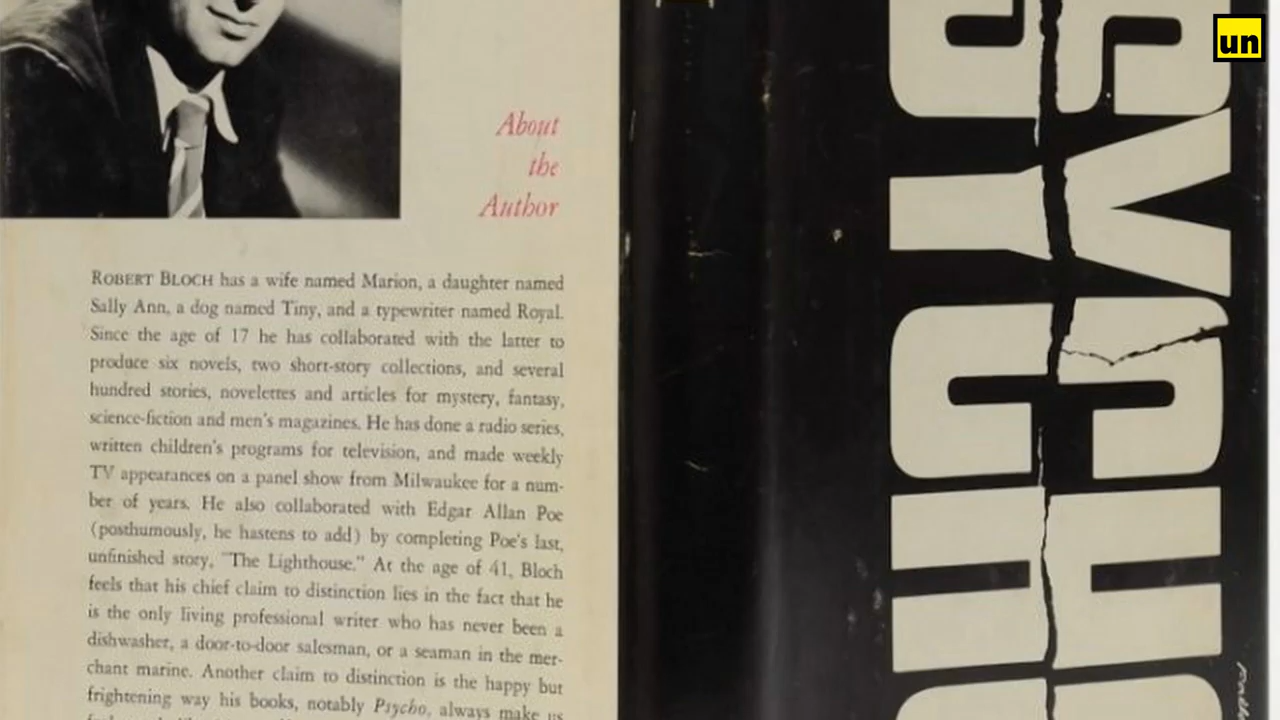 un
About
the
Author
ROBERT BLOCH has a wife named Marion, a daughter named
Sally Ann, a dog named Tiny, and a typewriter named Royal.
Since the age of 17 he has collaborated with the latter to
produce six novels, two short-story collections, and several
hundred stories, novelettes and articles for mystery, fantasy,
science-fiction and men's magazines. He has done a radio series,
written children's programs for television, and made weekly
TV appearances on a panel show from Milwaukee for a num-
ber of years. He also collaborated with Edgar Allan Poe
(posthumously, he hastens to add) by completing Poe's last,
unfinished story, "The Lighthouse." At the age of 41, Bloch
feels that his chief claim to distinction lies in the fact that he
is the only living professional writer who has never been a
dishwasher, a door-to-door salesman, or a seaman in the mer-
chant marine. Another claim to distinction is the happy but
frightening way his books, notably Psycho, always make us
SYCHO